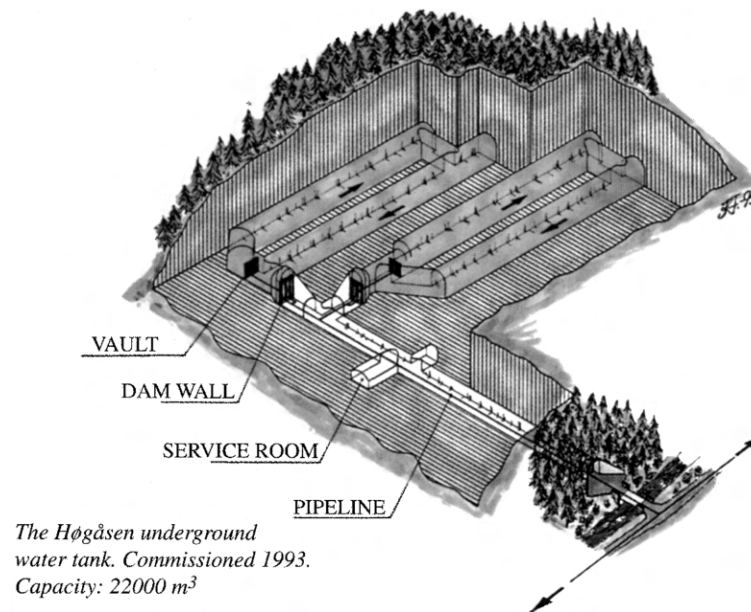 VAULT
DAM WALL
SERVICE ROOM
PIPELINE
The Høgåsen underground
water tank. Commissioned 1993.
Capacity: 22000 m³